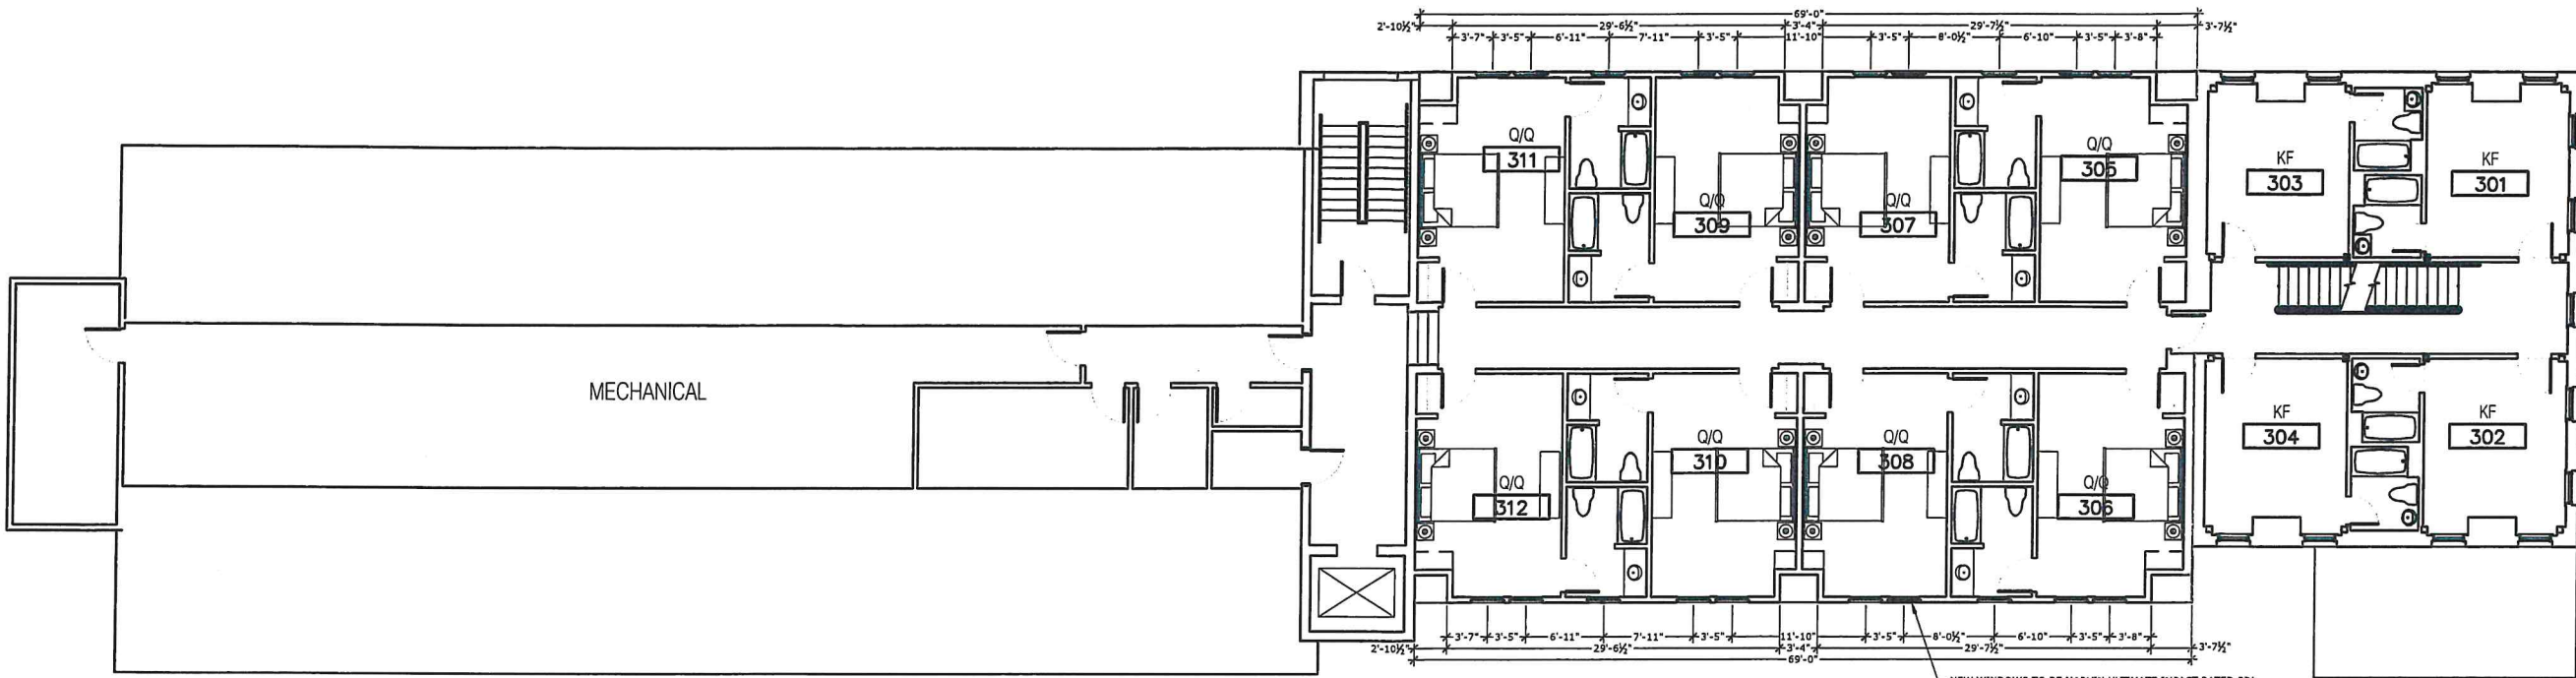 69'-0"
2'-10½" 29'-6½" 3'-4" 29'-7½" 3'-7½"
3'-7" 3'-5" 6'-11" 7'-11" 3'-5" 11'-10" 3'-5" 8'-0½" 6'-10" 3'-5" 3'-8"
Q/Q
311
Q/Q
309
Q/Q
307
Q/Q
305
KF
303
KF
301
MECHANICAL
Q/Q
312
Q/Q
310
Q/Q
308
Q/Q
306
KF
304
KF
302
3'-7" 3'-5" 6'-11" 7'-11" 3'-5" 11'-10" 3'-5" 8'-0½" 6'-10" 3'-5" 3'-8"
2'-10½" 29'-6½" 3'-4" 29'-7½" 3'-7½"
69'-0"